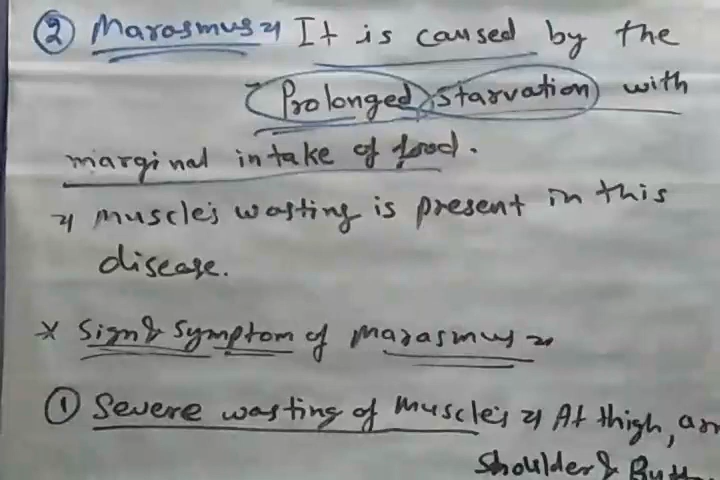 ② Marasmus → It is caused by the
Prolonged starvation with
marginal intake of food.
→ muscles wasting is present in this
disease.
* Sign & Symptom of Marasmus →
① Severe wasting of Muscles → At thigh,
Shoulder &